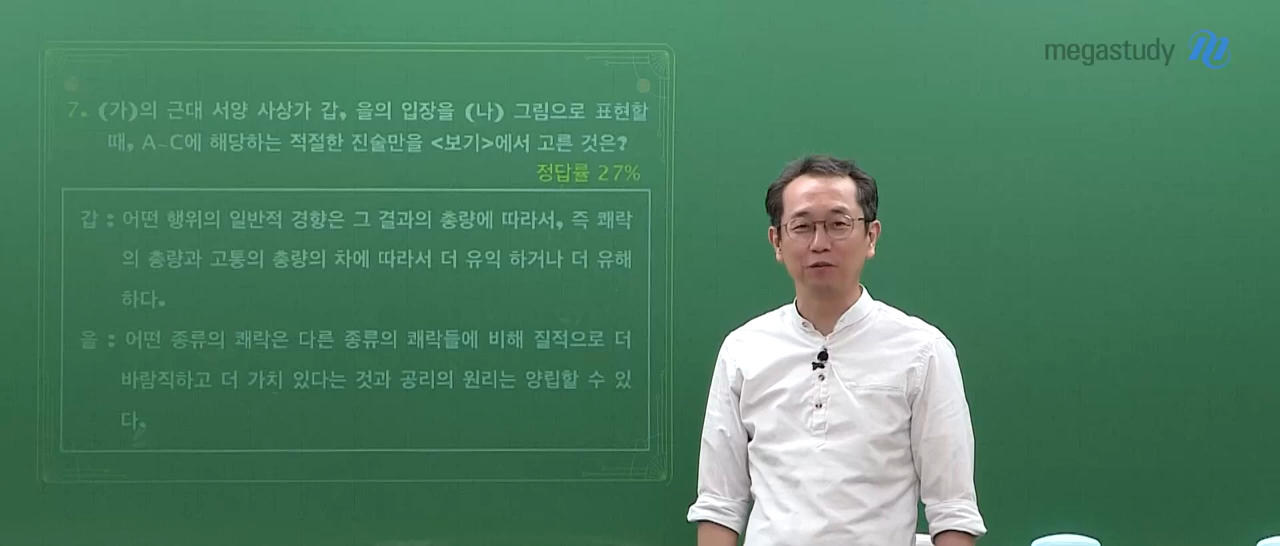 megastudy
7. (가)의 근대 서양 사상가 갑, 을의 입장을 (나) 그림으로 표현할
때, A~C에 해당하는 적절한 진술만을 <보기>에서 고른 것은?
정답률 27%
갑 : 어떤 행위의 일반적 경향은 그 결과의 총량에 따라서, 즉 쾌락
의 총량과 고통의 총량의 차에 따라서 더 유익 하거나 더 유해
하다.
을 : 어떤 종류의 쾌락은 다른 종류의 쾌락들에 비해 질적으로 더
바람직하고 더 가치 있다는 것과 공리의 원리는 양립할 수 있
다.